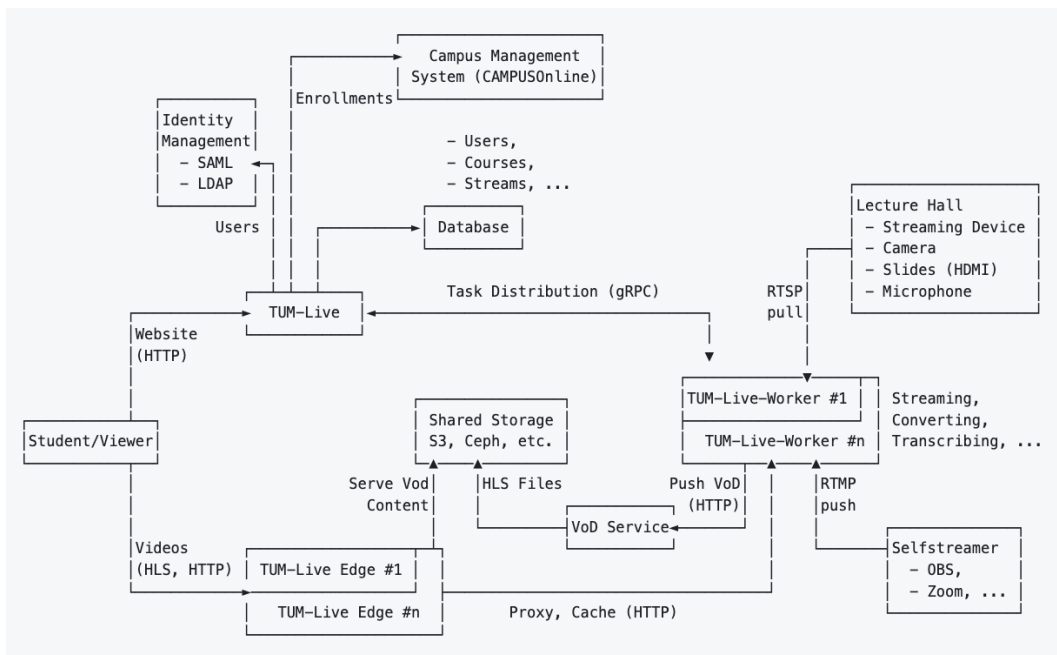 Campus Management
System (CAMPUSOnline)
Enrollments
Identity
Management
– SAML
– LDAP
Users
– Users,
– Courses,
– Streams, ...
Database
Lecture Hall
– Streaming Device
– Camera
– Slides (HDMI)
– Microphone
TUM–Live
Task Distribution (gRPC)
RTSP
pull
Website
(HTTP)
Student/Viewer
Shared Storage
S3, Ceph, etc.
TUM–Live–Worker #1
TUM–Live–Worker #n
Streaming,
Converting,
Transcribing, ...
Serve Vod
Content
HLS Files
Push VoD
(HTTP)
RTMP
push
VoD Service
Videos
(HLS, HTTP)
TUM–Live Edge #1
TUM–Live Edge #n
Proxy, Cache (HTTP)
Selfstreamer
– OBS,
– Zoom, ...